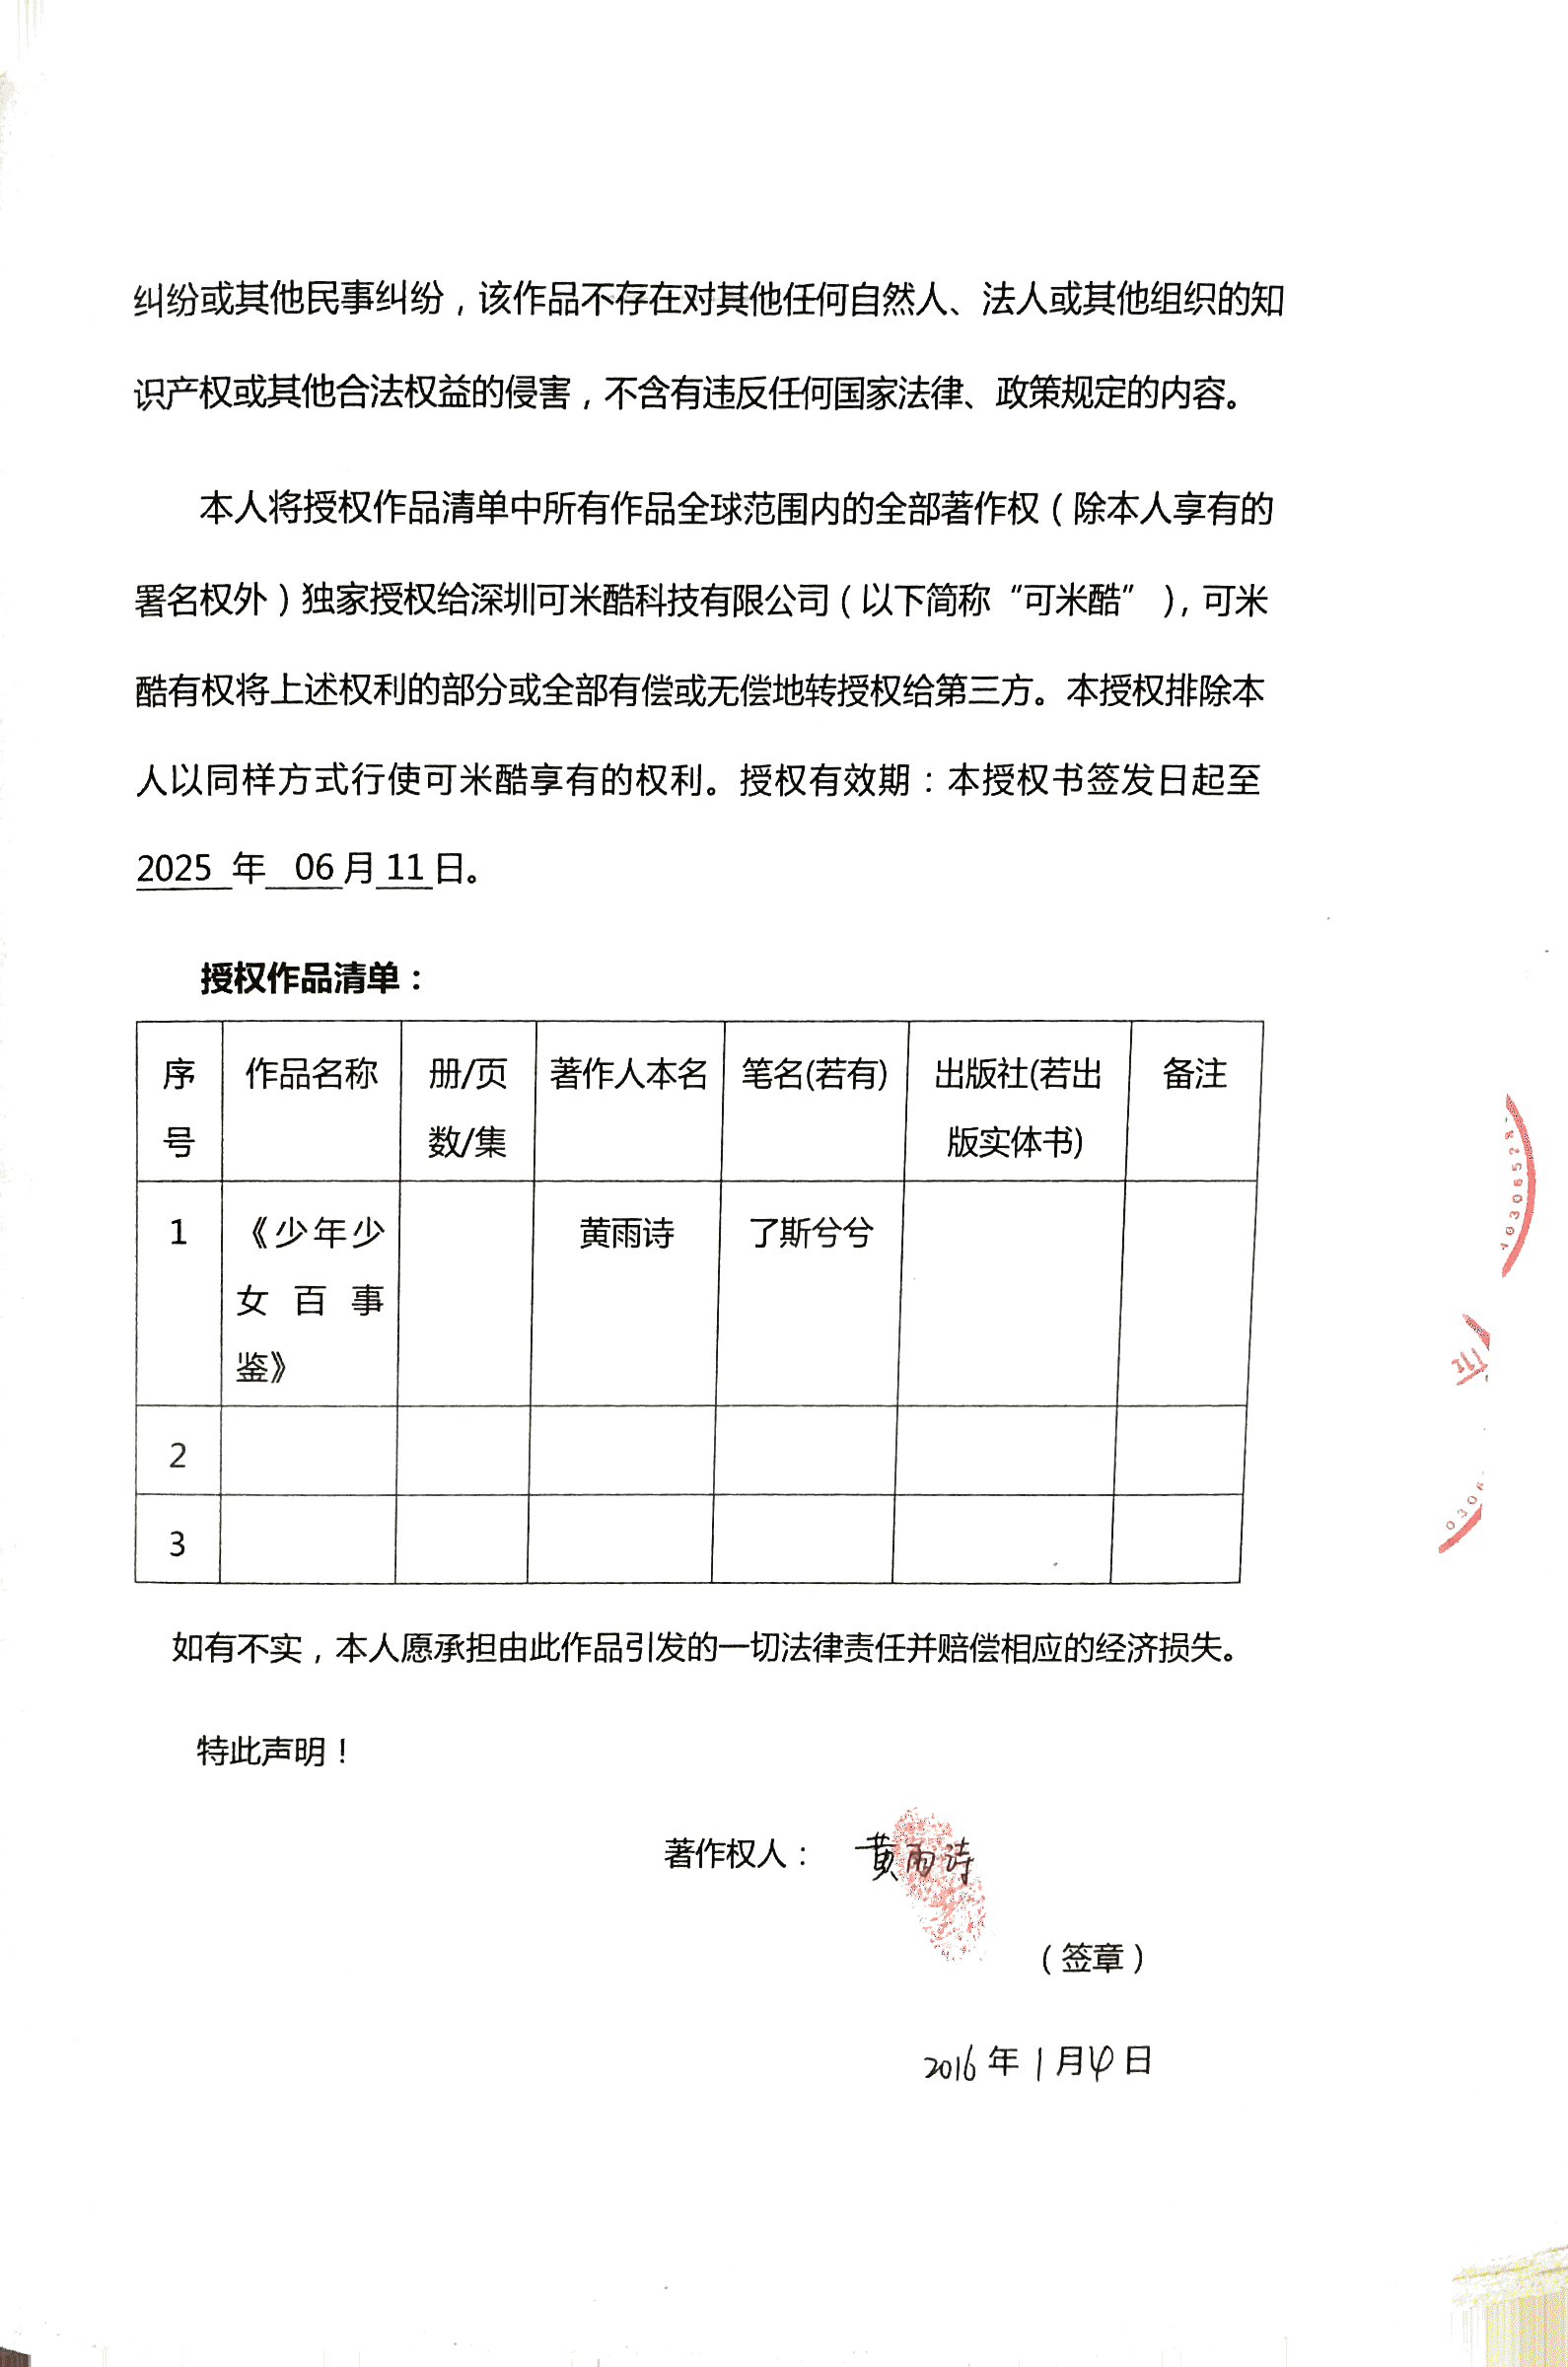 纠纷或其他民事纠纷，该作品不存在对其他任何自然人、法人或其他组织的知
识产权或其他合法权益的侵害，不含有违反任何国家法律、政策规定的内容。
本人将授权作品清单中所有作品全球范围内的全部著作权（除本人享有的
署名权外）独家授权给深圳可米酷科技有限公司（以下简称“可米酷”），可米
酷有权将上述权利的部分或全部有偿或无偿地转授权给第三方。本授权排除本
人以同样方式行使可米酷享有的权利。授权有效期：本授权书签发日起至
2025 年 06 月 11 日。
授权作品清单：
序号 作品名称 册/页数/集 著作人本名 笔名(若有) 出版社(若出版实体书) 备注
1 《少年少女百事鉴》 黄雨诗 了斯兮兮
2
3
如有不实，本人愿承担由此作品引发的一切法律责任并赔偿相应的经济损失。
特此声明！
著作权人： 黄雨诗
（签章）
2016 年 1 月 4 日